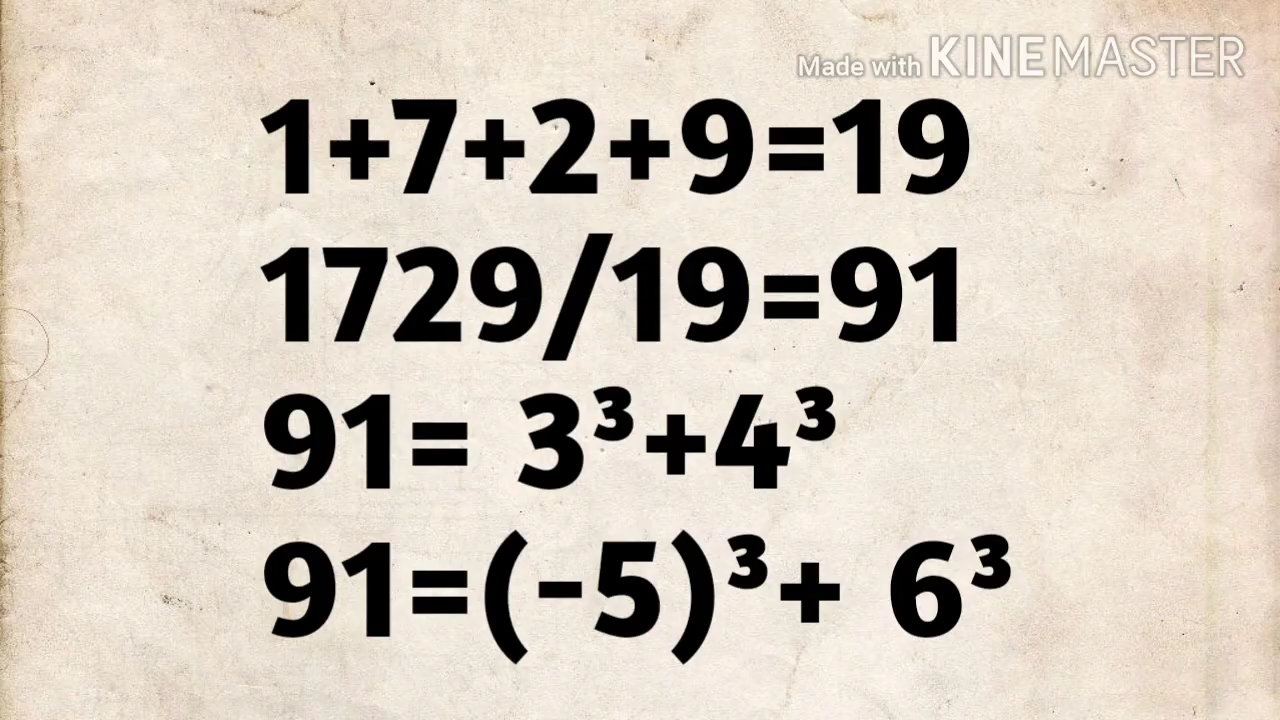 Made with KINEMASTER
1+7+2+9=19
1729/19=91
91= 3³+4³
91=(-5)³+ 6³